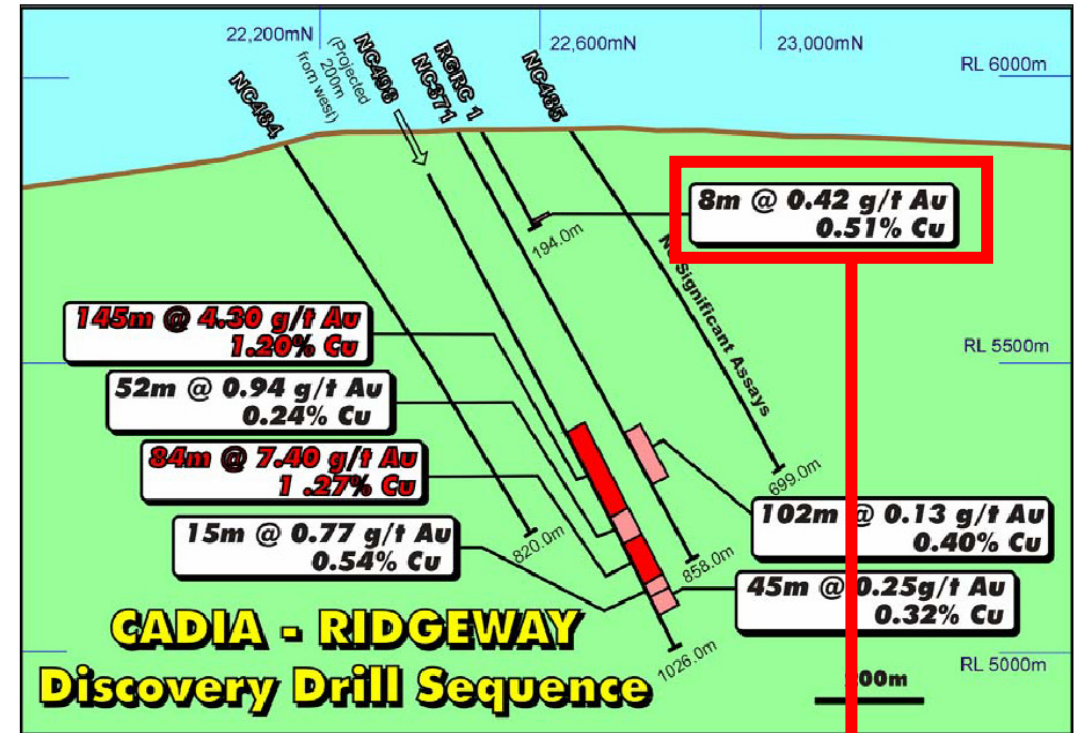 22,200mN
22,600mN
23,000mN
RL 6000m
NC484
(Projected
200m
from west)
NC498
NC371
RGRC 1
NC485
8m @ 0.42 g/t Au
0.51% Cu
194.0m
Significant Assays
145m @ 4.30 g/t Au
1.20% Cu
RL 5500m
52m @ 0.94 g/t Au
0.24% Cu
84m @ 7.40 g/t Au
1 .27% Cu
699.0m
15m @ 0.77 g/t Au
0.54% Cu
820.0m
858.0m
102m @ 0.13 g/t Au
0.40% Cu
45m @ 0.25g/t Au
0.32% Cu
CADIA - RIDGEWAY
Discovery Drill Sequence
1026.0m
RL 5000m